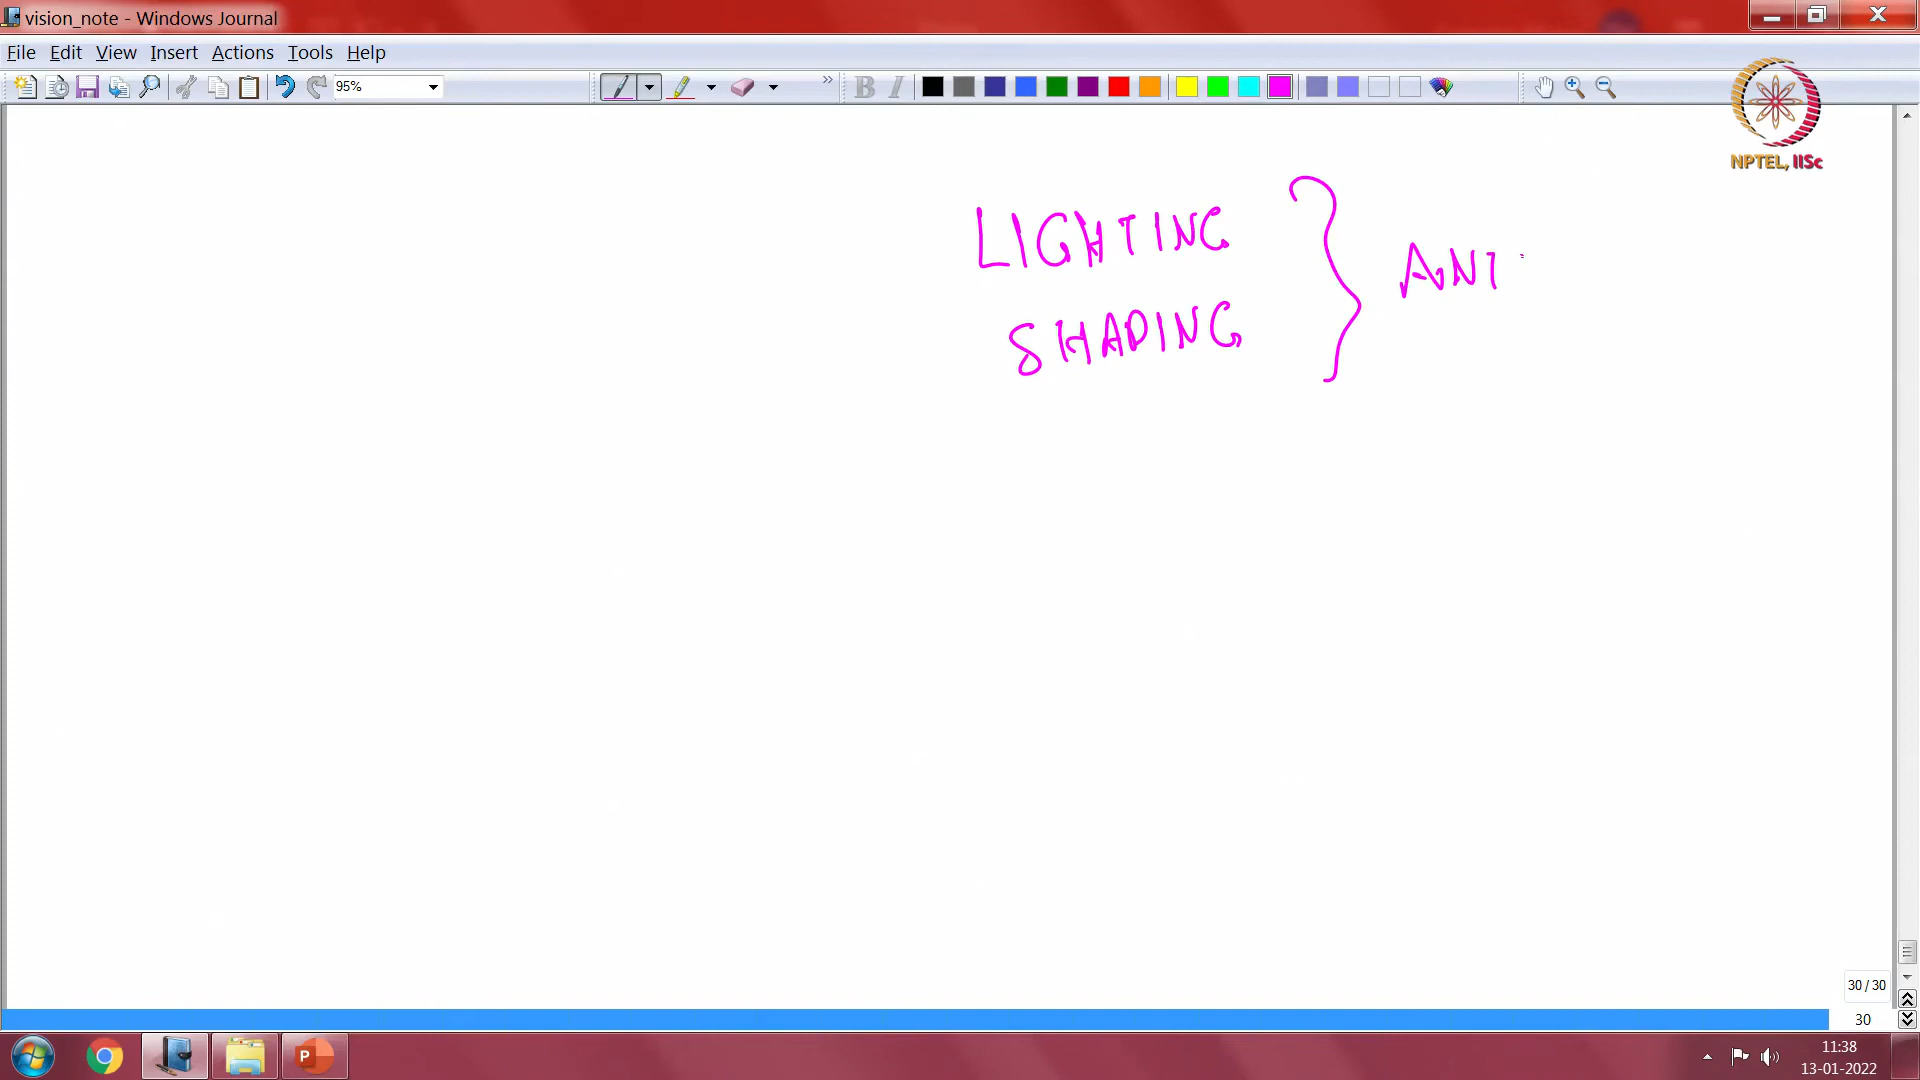 vision_note - Windows Journal
File Edit View Insert Actions Tools Help
95%
B I
NPTEL, IISc
LIGHTING
SHADING
ANI
30 / 30
30
P
11:38
13-01-2022